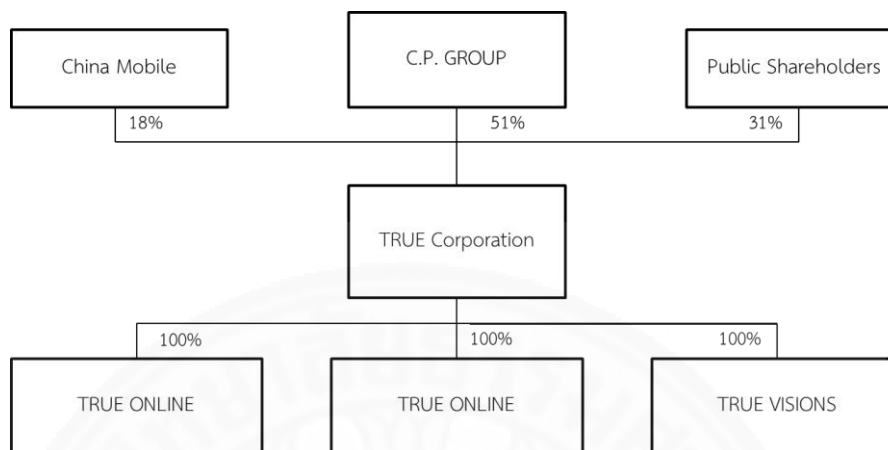 China Mobile
C.P. GROUP
Public Shareholders
18%
51%
31%
TRUE Corporation
100%
100%
100%
TRUE ONLINE
TRUE ONLINE
TRUE VISIONS